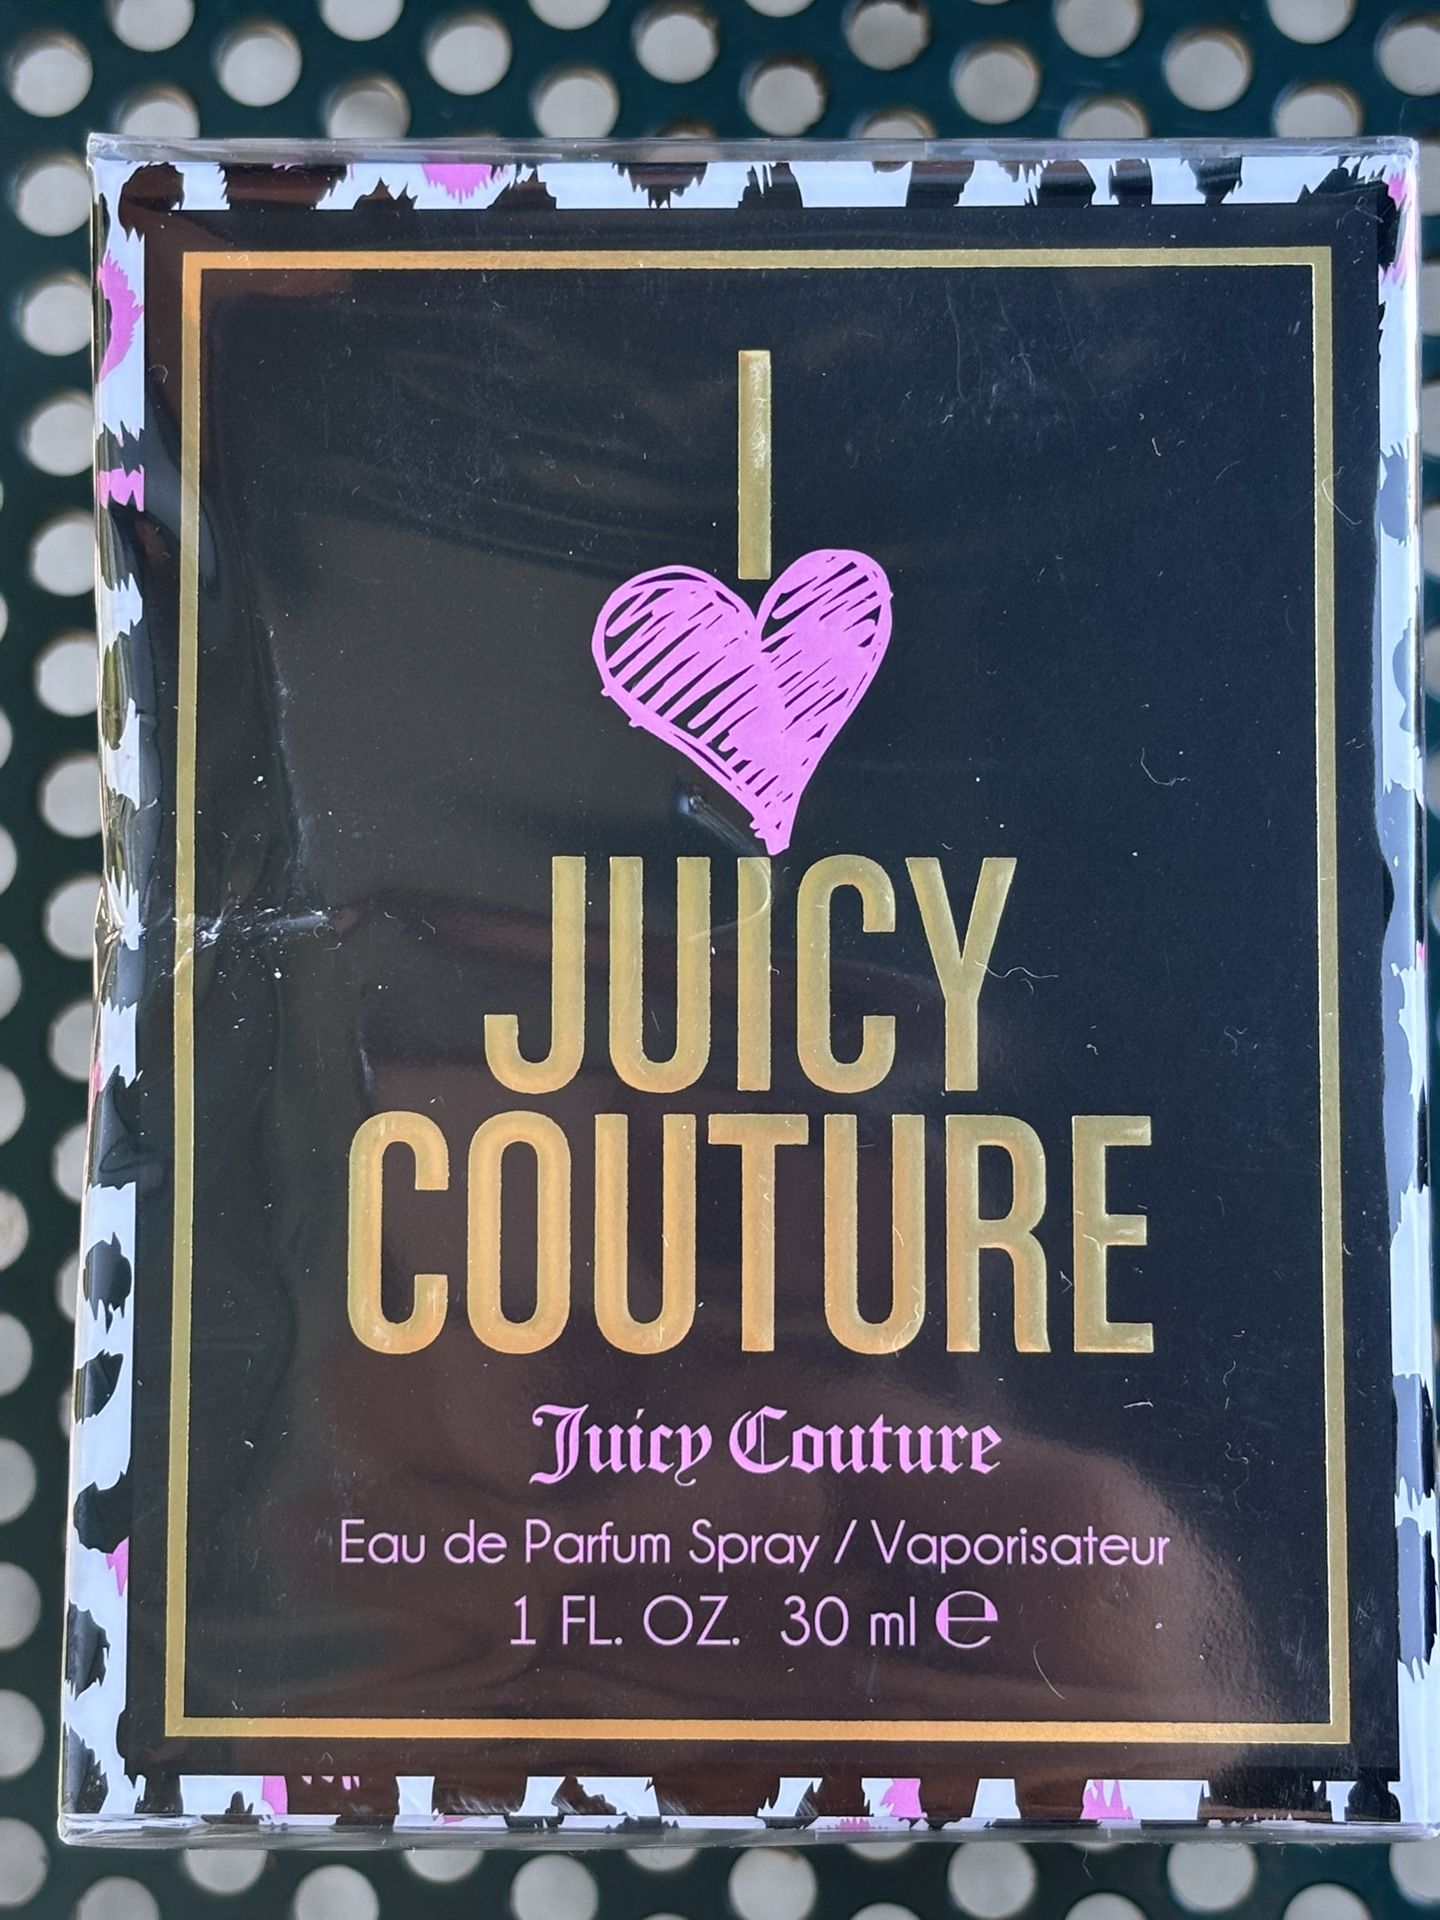 I
JUICY
COUTURE
Juicy Couture
Eau de Parfum Spray / Vaporisateur
1 FL. OZ. 30 ml ℮